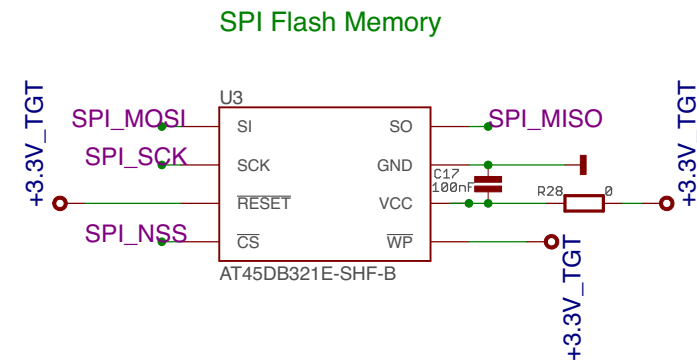 SPI Flash Memory
U3
+3.3V_TGT
SPI_MOSI
SI
SO
SPI_MISO
+3.3V_TGT
SPI_SCK
SCK
GND
C17
100nF
RESET
VCC
R28
0
SPI_NSS
CS
WP
+3.3V_TGT
AT45DB321E-SHF-B